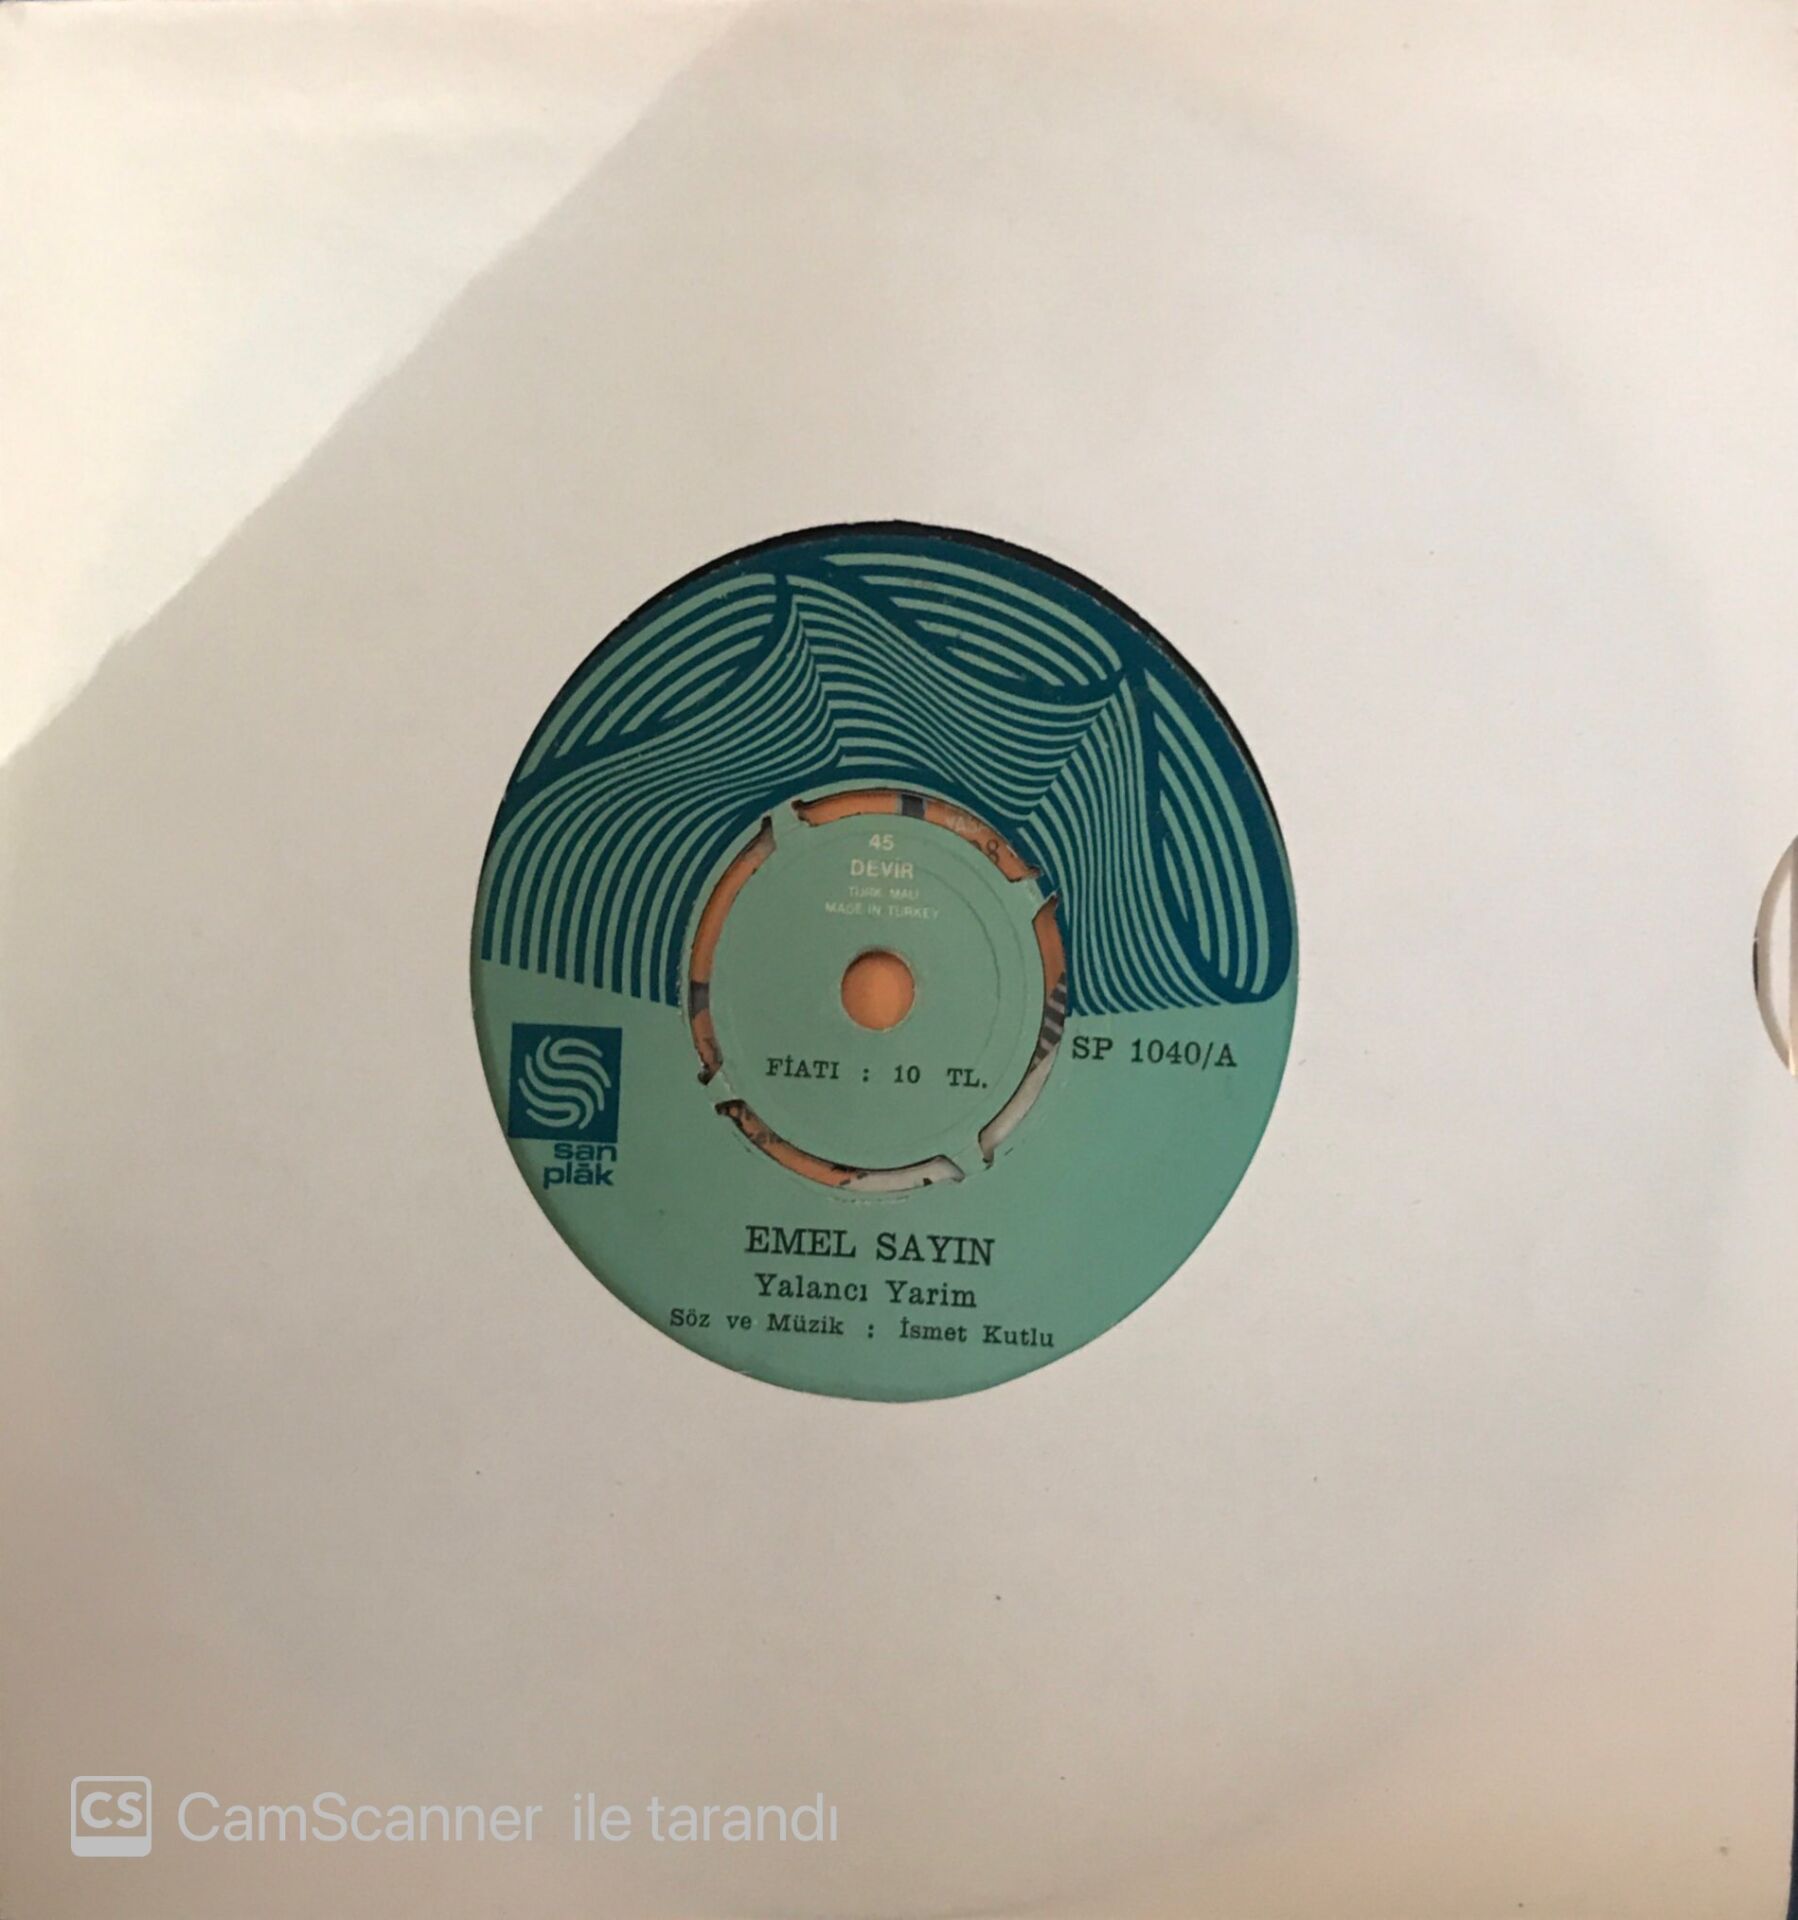 45
DEVİR
TÜRK MALI
MADE IN TURKEY
FİATI : 10 TL.
SP 1040/A
san
plâk
EMEL SAYIN
Yalancı Yarim
Söz ve Müzik : İsmet Kutlu
CS CamScanner ile tarandı